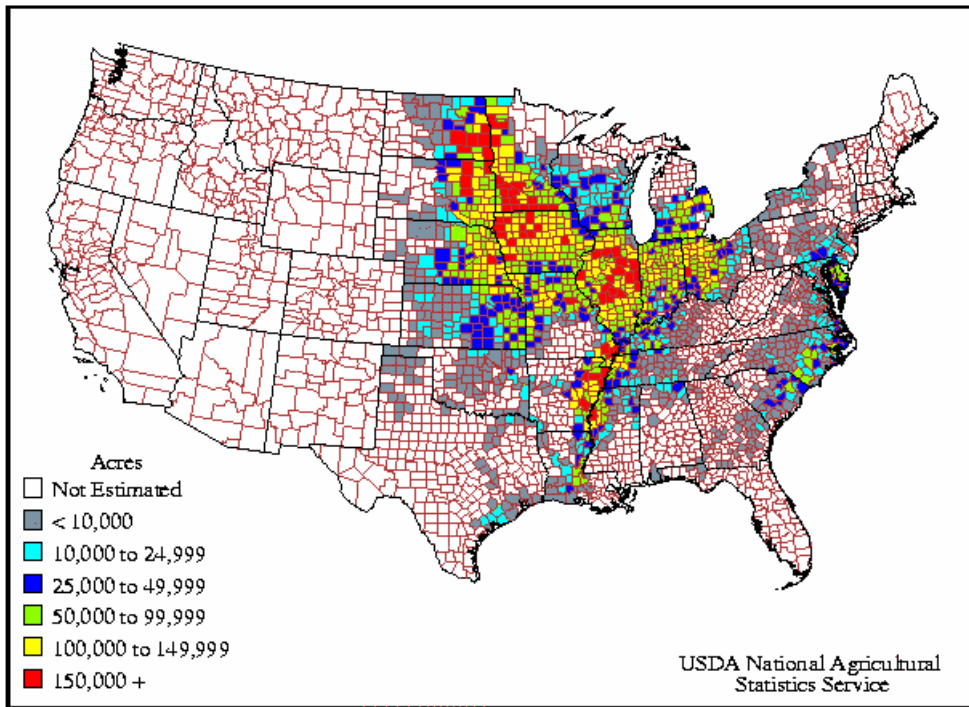 Acres
Not Estimated
< 10,000
10,000 to 24,999
25,000 to 49,999
50,000 to 99,999
100,000 to 149,999
150,000 +
USDA National Agricultural
Statistics Service